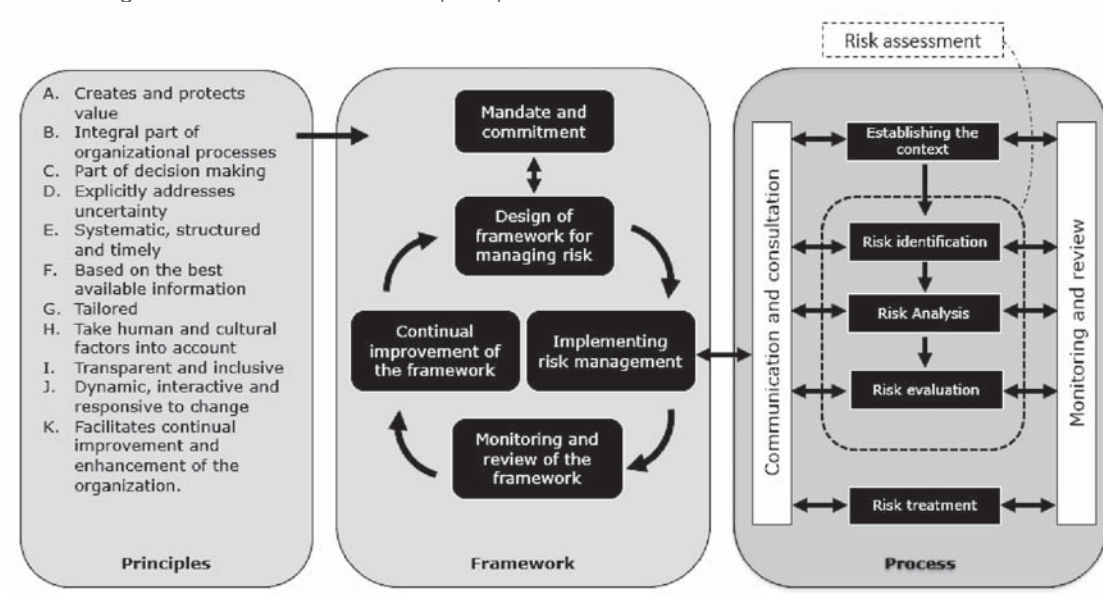 Risk assessment
A. Creates and protects
value
B. Integral part of
organizational processes
C. Part of decision making
D. Explicitly addresses
uncertainty
E. Systematic, structured
and timely
F. Based on the best
available information
G. Tailored
H. Take human and cultural
factors into account
I. Transparent and inclusive
J. Dynamic, interactive and
responsive to change
K. Facilitates continual
improvement and
enhancement of the
organization.
Principles
Mandate and
commitment
Design of
framework for
managing risk
Continual
improvement of
the framework
Implementing
risk management
Monitoring and
review of the
framework
Framework
Communication and consultation
Establishing the
context
Risk identification
Risk Analysis
Risk evaluation
Risk treatment
Monitoring and review
Process